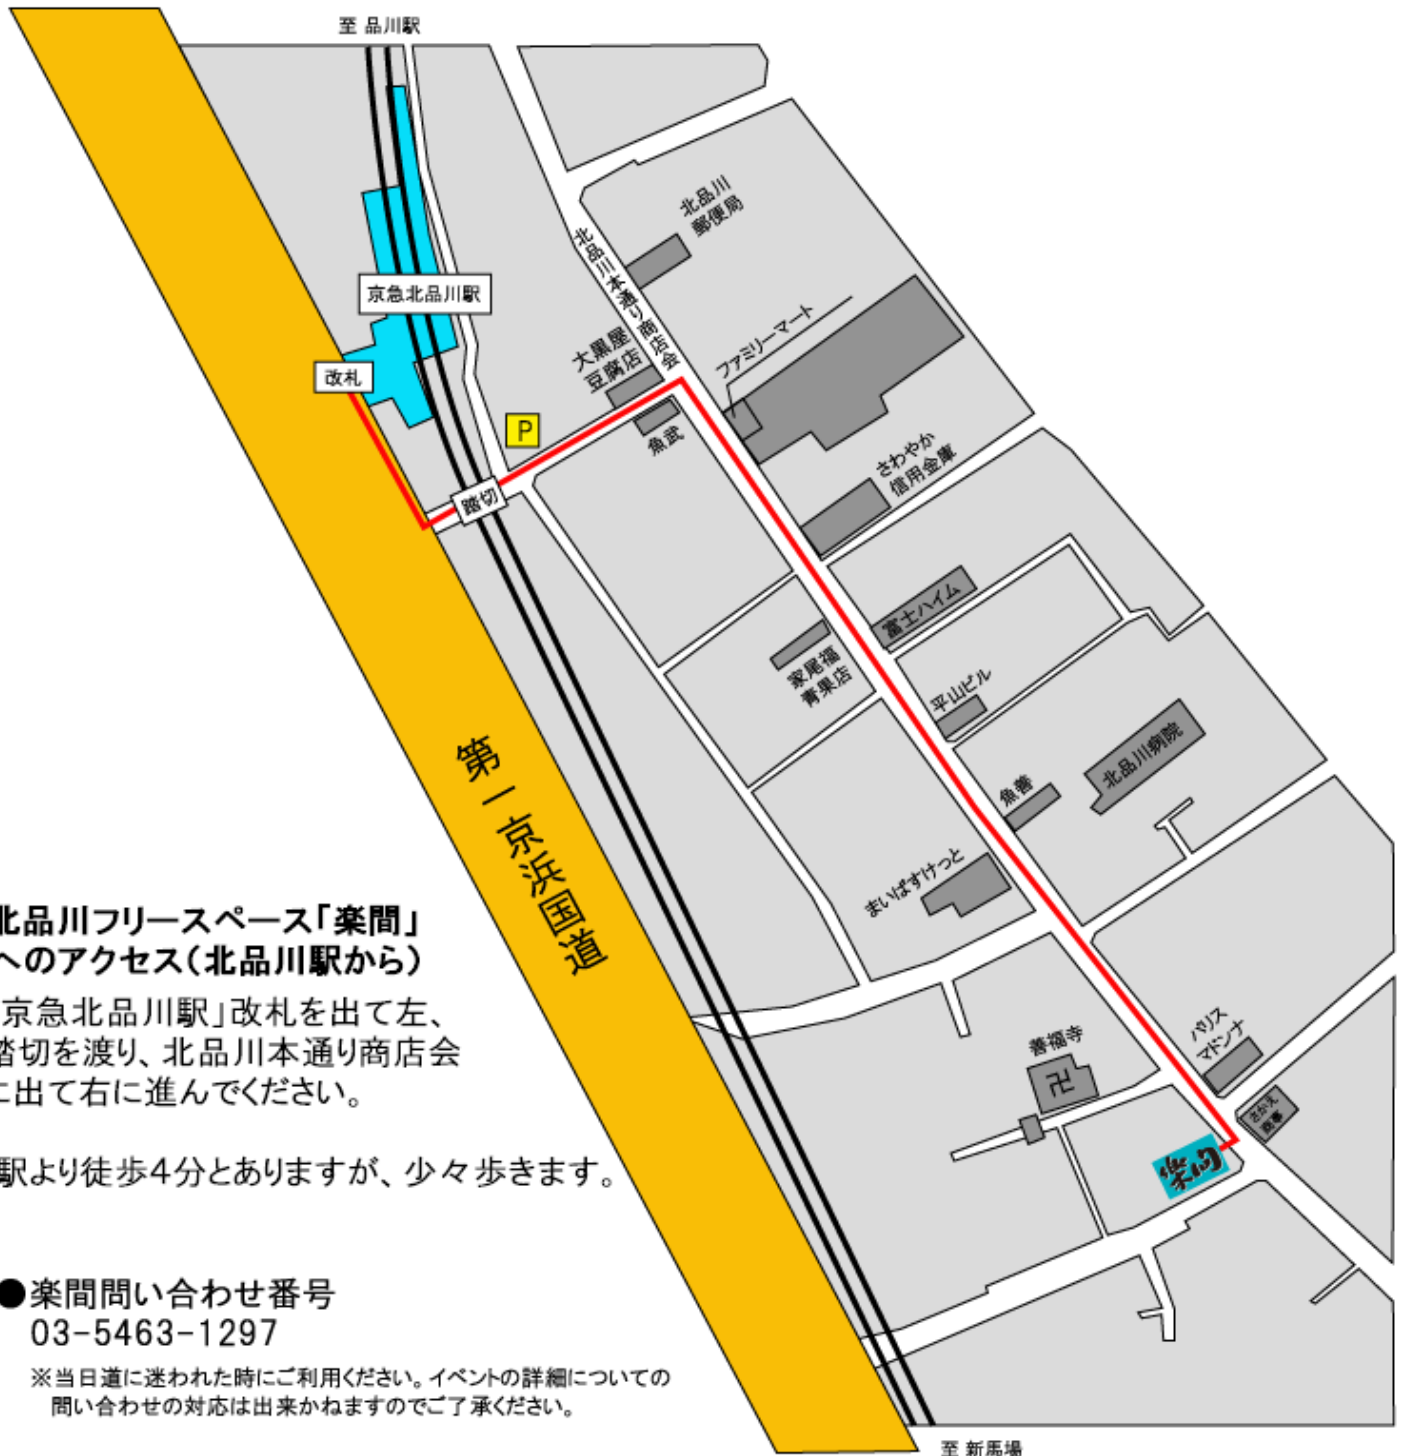 至 品川駅
北品川
郵便局
北品川本通り商店会
京急北品川駅
ファミリーマート
大黒屋
豆腐店
改札
P
魚武
さわやか
信用金庫
踏切
富士ハイム
家尾福
青果店
平山ビル
北品川病院
第一京浜国道
魚善
まいばすけっと
北品川フリースペース「楽間」
へのアクセス(北品川駅から)
京急北品川駅」改札を出て左、
踏切を渡り、北品川本通り商店会
に出て右に進んでください。
パリス
マドンナ
善福寺
卍
さかえ
商事
楽間
駅より徒歩4分とありますが、少々歩きます。
●楽間問い合わせ番号
03-5463-1297
※当日道に迷われた時にご利用ください。イベントの詳細についての
問い合わせの対応は出来かねますのでご了承ください。
至 新馬場